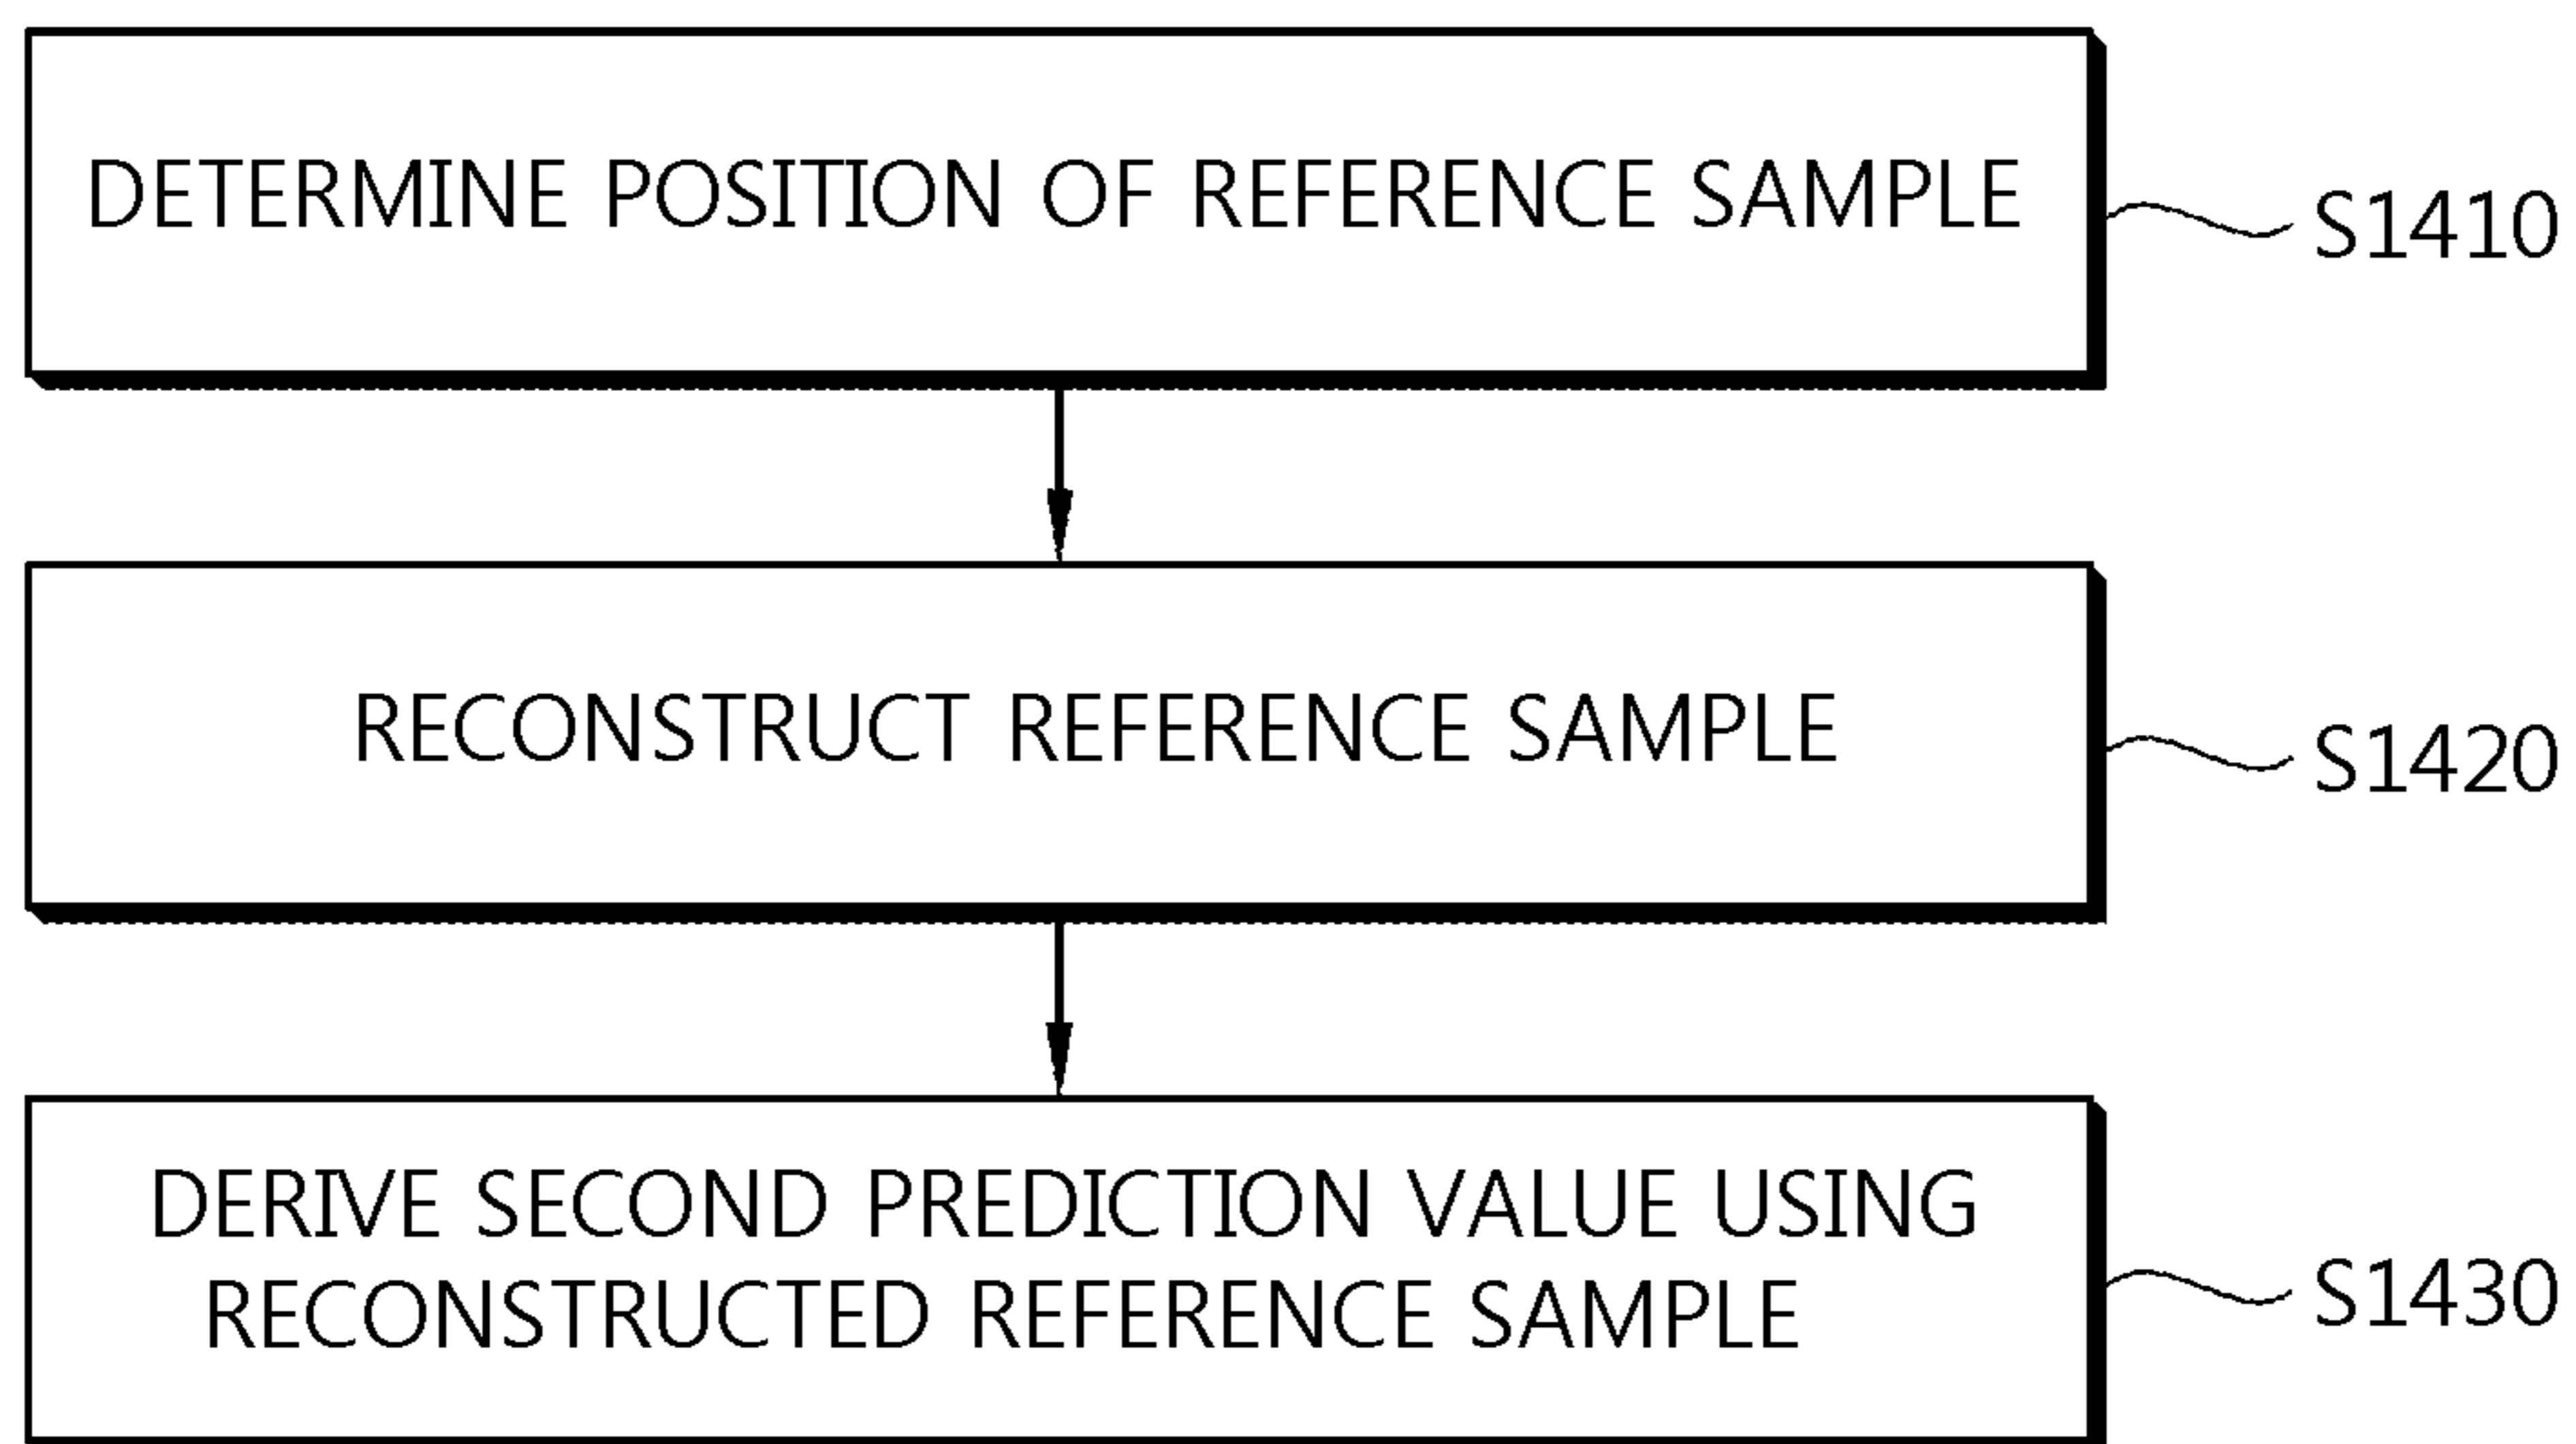 DETERMINE POSITION OF REFERENCE SAMPLE
S1410
RECONSTRUCT REFERENCE SAMPLE
S1420
DERIVE SECOND PREDICTION VALUE USING
RECONSTRUCTED REFERENCE SAMPLE
S1430